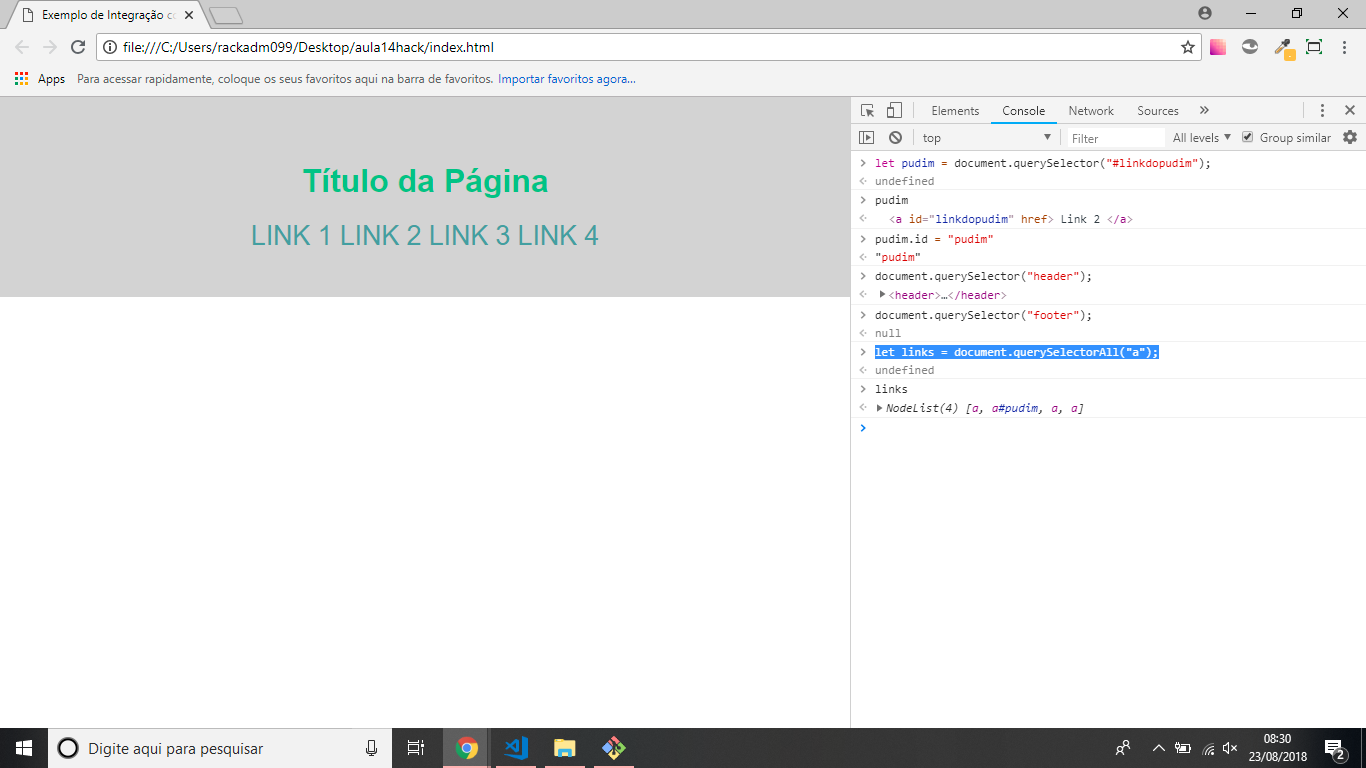 Exemplo de Integração co
file:///C:/Users/rackadm099/Desktop/aula14hack/index.html
Apps Para acessar rapidamente, coloque os seus favoritos aqui na barra de favoritos. Importar favoritos agora...
Elements Console Network Sources
top Filter All levels Group similar
Título da Página
LINK 1 LINK 2 LINK 3 LINK 4
let pudim = document.querySelector("#linkdopudim");
undefined
pudim
<a id="linkdopudim" href> Link 2 </a>
pudim.id = "pudim"
"pudim"
document.querySelector("header");
<header>…</header>
document.querySelector("footer");
null
let links = document.querySelectorAll("a");
undefined
links
NodeList(4) [a, a#pudim, a, a]
Digite aqui para pesquisar
08:30
23/08/2018
2